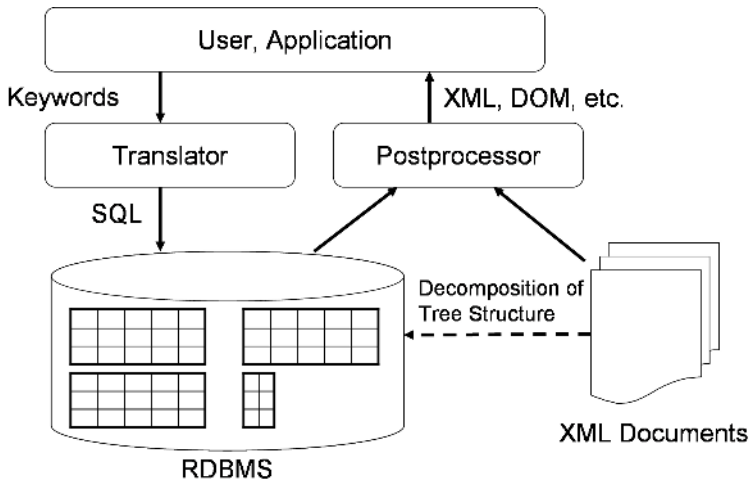 User, Application
Keywords
XML, DOM, etc.
Translator
Postprocessor
SQL
Decomposition of
Tree Structure
XML Documents
RDBMS